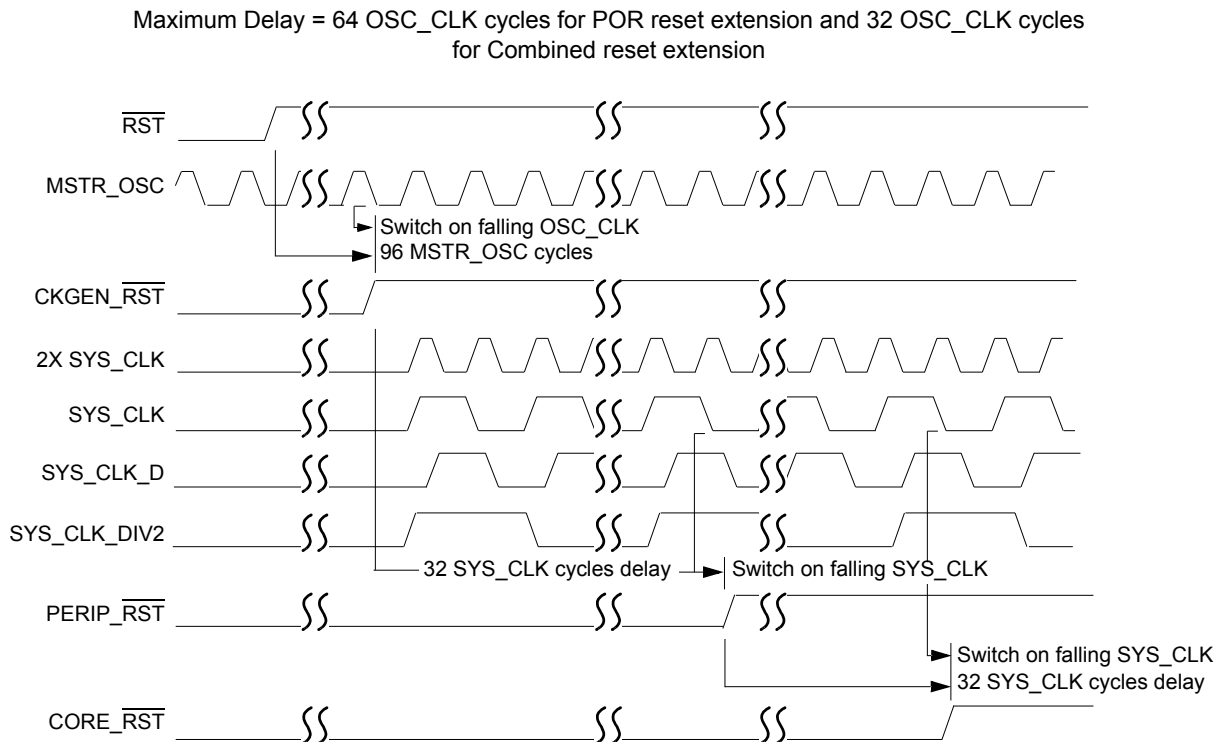 Maximum Delay = 64 OSC_CLK cycles for POR reset extension and 32 OSC_CLK cycles
for Combined reset extension
RST
MSTR_OSC
Switch on falling OSC_CLK
96 MSTR_OSC cycles
CKGEN_RST
2X SYS_CLK
SYS_CLK
SYS_CLK_D
SYS_CLK_DIV2
32 SYS_CLK cycles delay
Switch on falling SYS_CLK
PERIP_RST
Switch on falling SYS_CLK
32 SYS_CLK cycles delay
CORE_RST